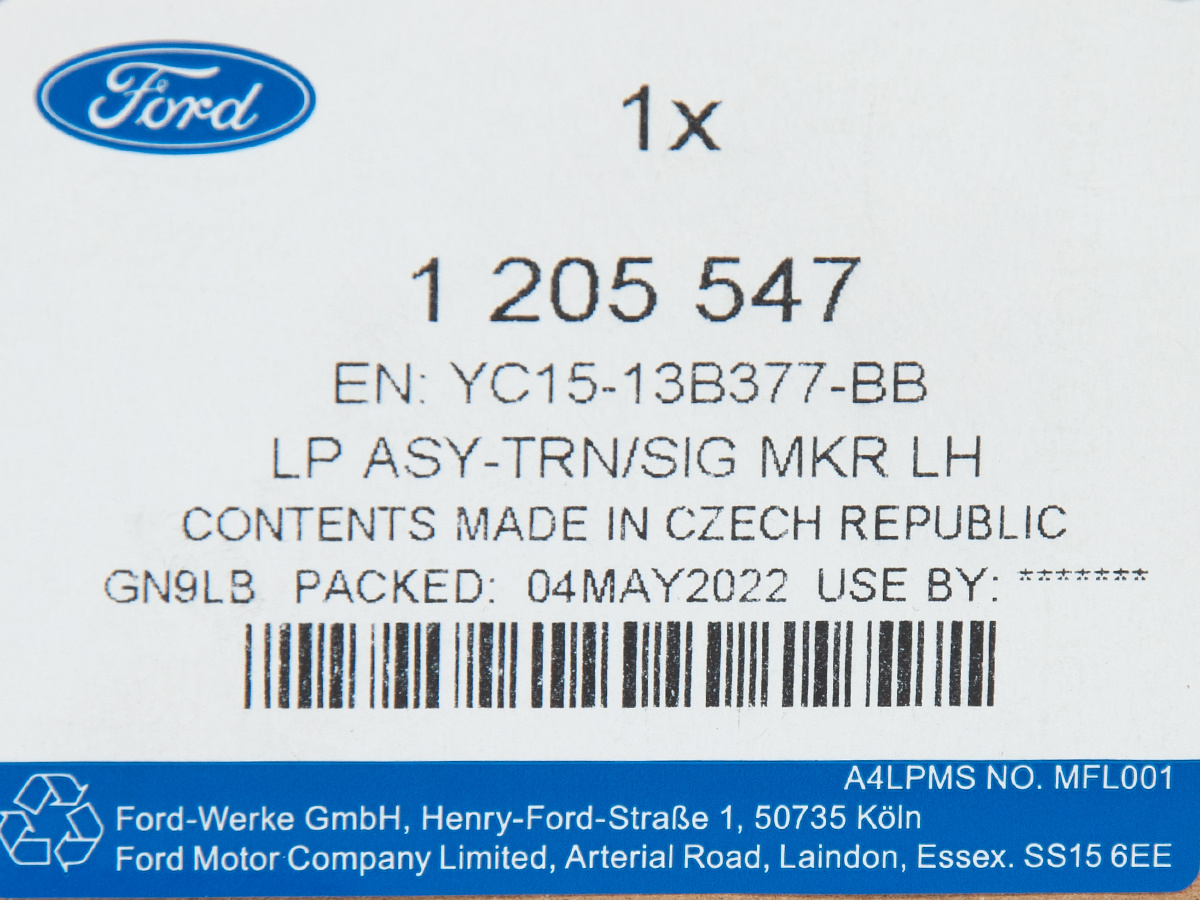 Ford
1x
1 205 547
EN: YC15-13B377-BB
LP ASY-TRN/SIG MKR LH
CONTENTS MADE IN CZECH REPUBLIC
GN9LB PACKED: 04MAY2022 USE BY: *******
A4LPMS NO. MFL001
Ford-Werke GmbH, Henry-Ford-Straße 1, 50735 Köln
Ford Motor Company Limited, Arterial Road, Laindon, Essex. SS15 6EE